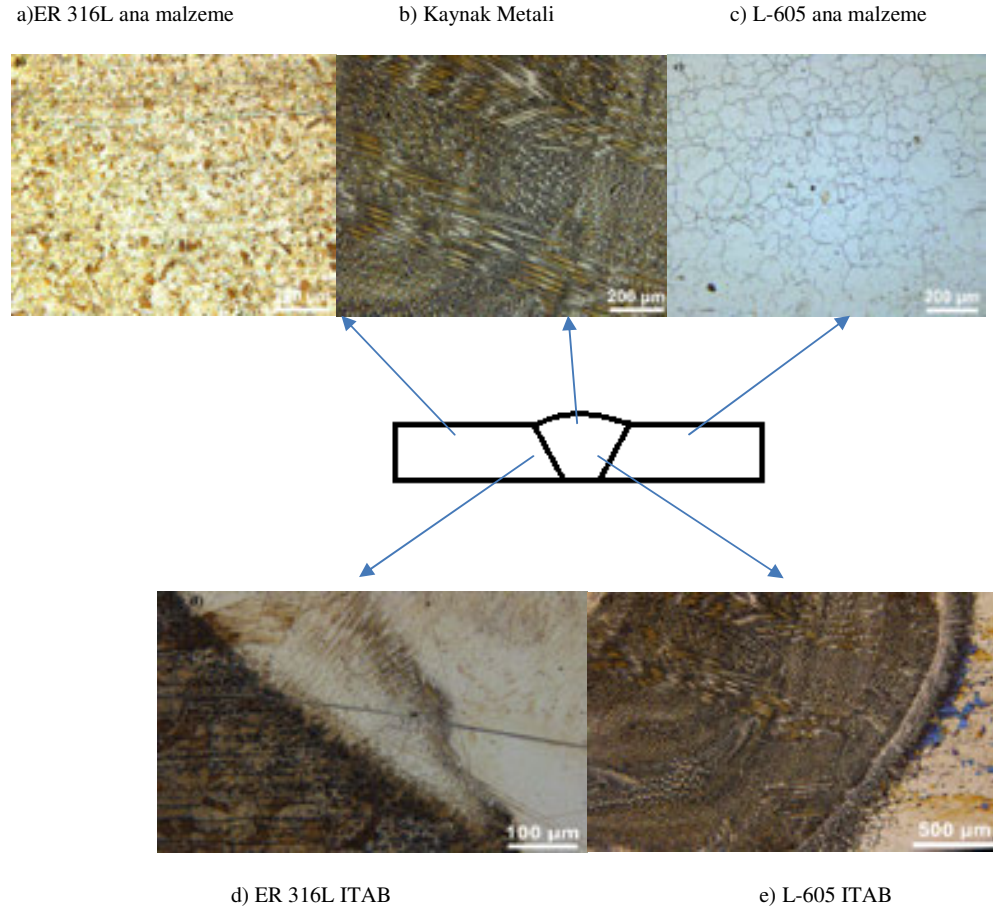 a)ER 316L ana malzeme
b) Kaynak Metali
c) L-605 ana malzeme
200 µm
200 µm
100 µm
500 µm
d) ER 316L ITAB
e) L-605 ITAB